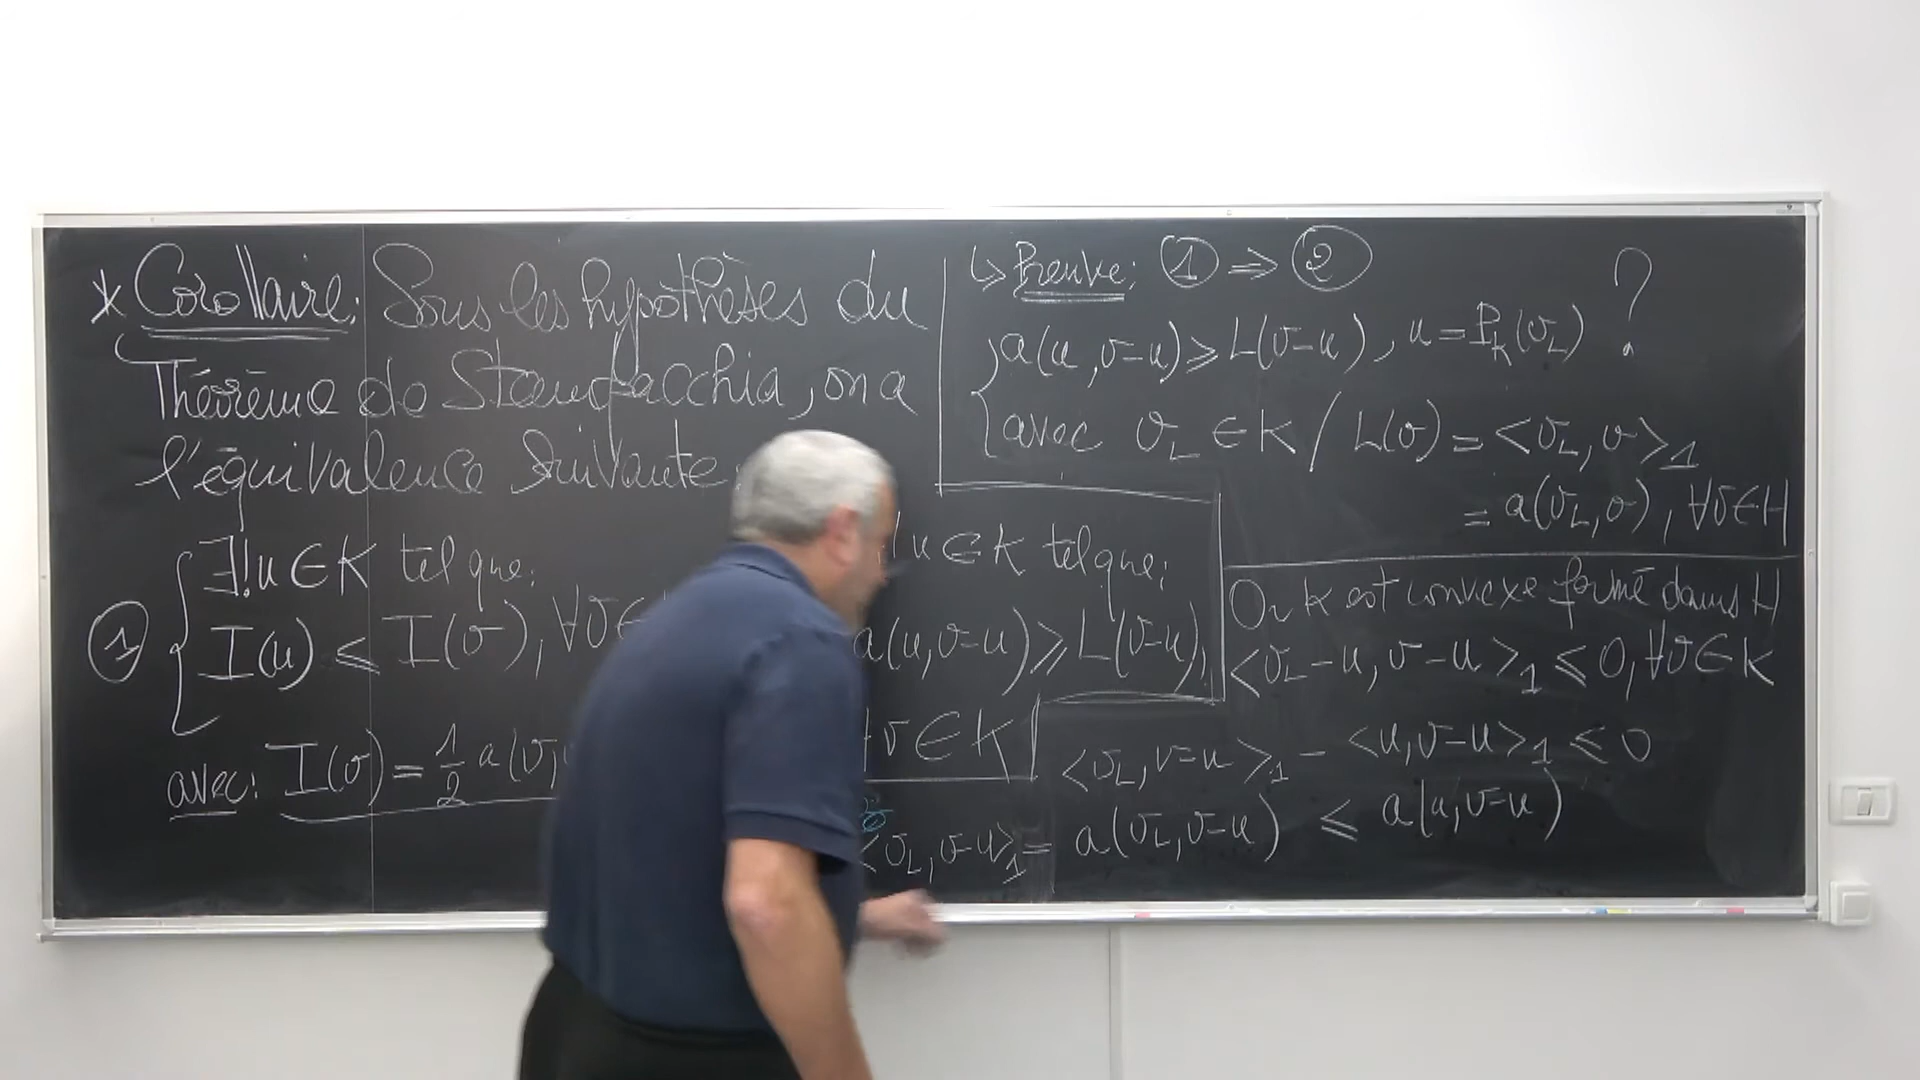 * Corollaire: Sous les hypothèses du
Théorème de Stampacchia, on a
l'équivalence suivante
① { ∃!u ∈ K tel que:
I(u) ≤ I(v), ∀v ∈
avec: I(v) = 1/2 a(v,
! u ∈ K tel que:
a(u, v-u) ≥ L(v-u),
∀v ∈ K
↳ Preuve: ① ⇒ ②
{ a(u, v-u) ≥ L(v-u), u = P_K(v_L) ?
avec v_L ∈ K / L(v) = <v_L, v>_1
= a(v_L, v), ∀v ∈ H
Or K est convexe fermé dans H
<v_L - u, v - u>_1 ≤ 0, ∀v ∈ K
<v_L, v-u>_1 - <u, v-u>_1 ≤ 0
<v_L, v-u>_1 = a(v_L, v-u) ≤ a(u, v-u)